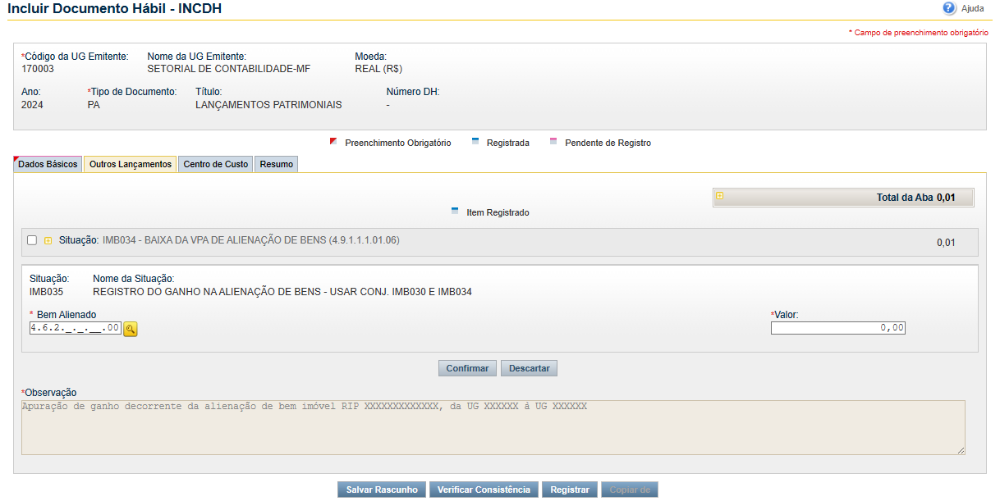 Incluir Documento Hábil - INCDH
Ajuda
* Campo de preenchimento obrigatório
*Código da UG Emitente: Nome da UG Emitente: Moeda:
170003 SETORIAL DE CONTABILIDADE-MF REAL (R$)
Ano: *Tipo de Documento: Título: Número DH:
2024 PA LANÇAMENTOS PATRIMONIAIS -
Preenchimento Obrigatório Registrada Pendente de Registro
Dados Básicos Outros Lançamentos Centro de Custo Resumo
Total da Aba 0,01
Item Registrado
Situação: IMB034 - BAIXA DA VPA DE ALIENAÇÃO DE BENS (4.9.1.1.1.01.06)
0,01
Situação: Nome da Situação:
IMB035 REGISTRO DO GANHO NA ALIENAÇÃO DE BENS - USAR CONJ. IMB030 E IMB034
* Bem Alienado *Valor:
4.6.2._._.__.00 0,00
Confirmar Descartar
*Observação
Apuração de ganho decorrente da alienação de bem imóvel RIP XXXXXXXXXXXXX, da UG XXXXXX à UG XXXXXX
Salvar Rascunho Verificar Consistência Registrar Copiar de